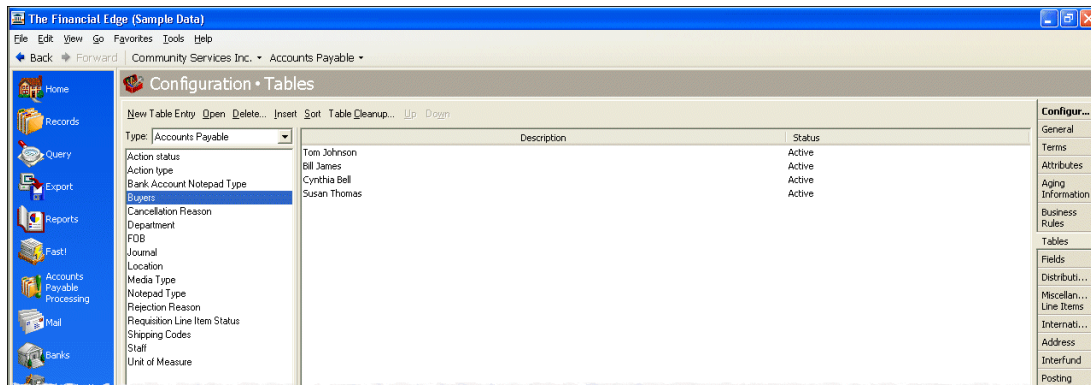 The Financial Edge (Sample Data)
File Edit View Go Favorites Tools Help
Back Forward Community Services Inc. Accounts Payable
Home
Records
Query
Export
Reports
Fast!
Accounts
Payable
Processing
Mail
Banks
Configuration • Tables
New Table Entry Open Delete... Insert Sort Table Cleanup... Up Down
Type: Accounts Payable
Action status
Action type
Bank Account Notepad Type
Buyers
Cancellation Reason
Department
FOB
Journal
Location
Media Type
Notepad Type
Rejection Reason
Requisition Line Item Status
Shipping Codes
Staff
Unit of Measure
Description Status
Tom Johnson Active
Bill James Active
Cynthia Bell Active
Susan Thomas Active
Configur...
General
Terms
Attributes
Aging
Information
Business
Rules
Tables
Fields
Distributi...
Miscellan...
Line Items
Internati...
Address
Interfund
Posting